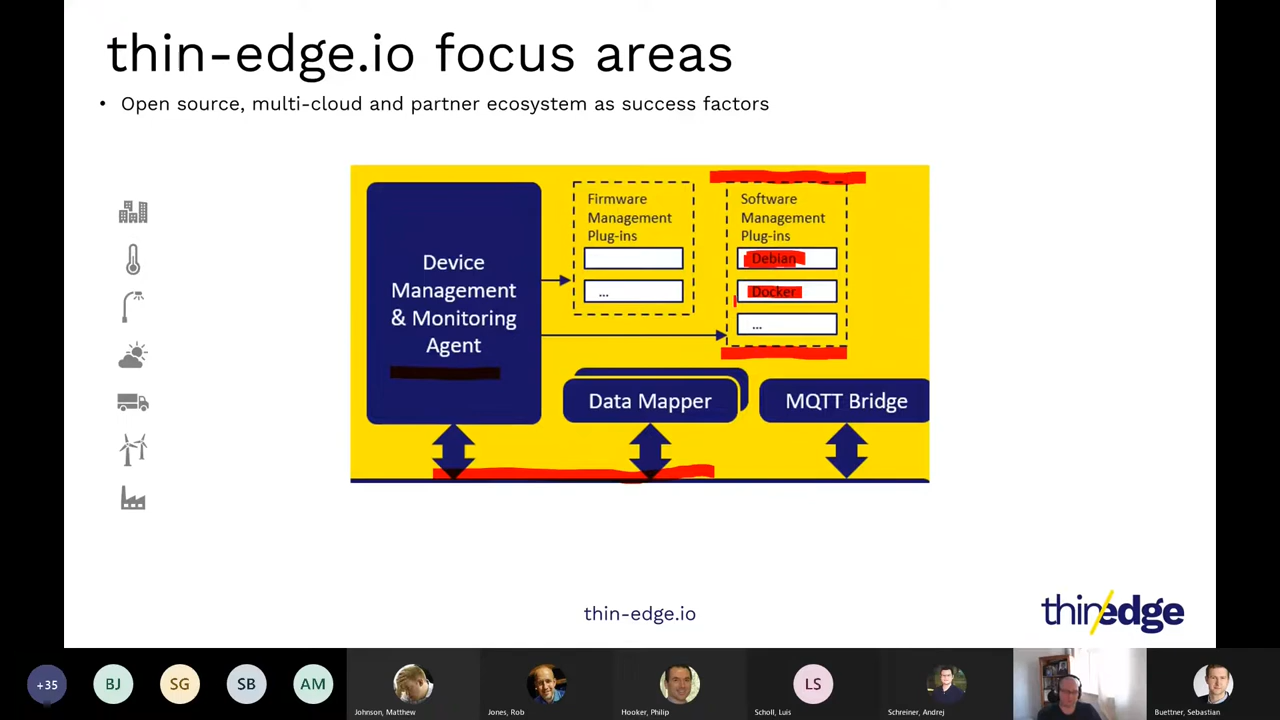 thin-edge.io focus areas
• Open source, multi-cloud and partner ecosystem as success factors
Device
Management
& Monitoring
Agent
Firmware
Management
Plug-ins
...
Software
Management
Plug-ins
Debian
Docker
...
Data Mapper
MQTT Bridge
thin-edge.io
thin/edge
+35
BJ
SG
SB
AM
Johnson, Matthew
Jones, Rob
Hooker, Philip
LS
Scholl, Luis
Schreiner, Andrej
Buettner, Sebastian